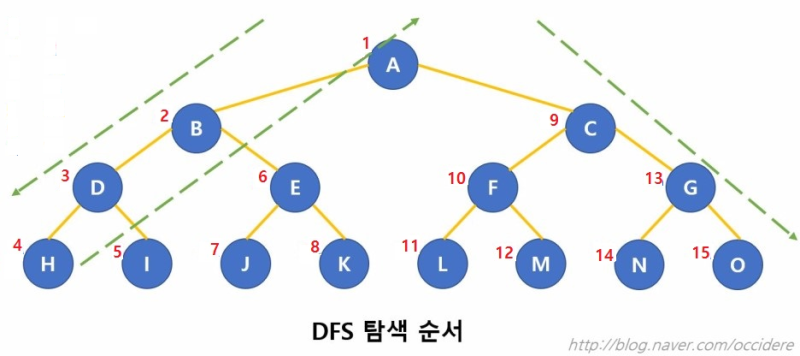 1
A
2
B
9
C
3
D
6
E
10
F
13
G
4
H
5
I
7
J
8
K
11
L
12
M
14
N
15
O
DFS 탐색 순서
http://blog.naver.com/occidere